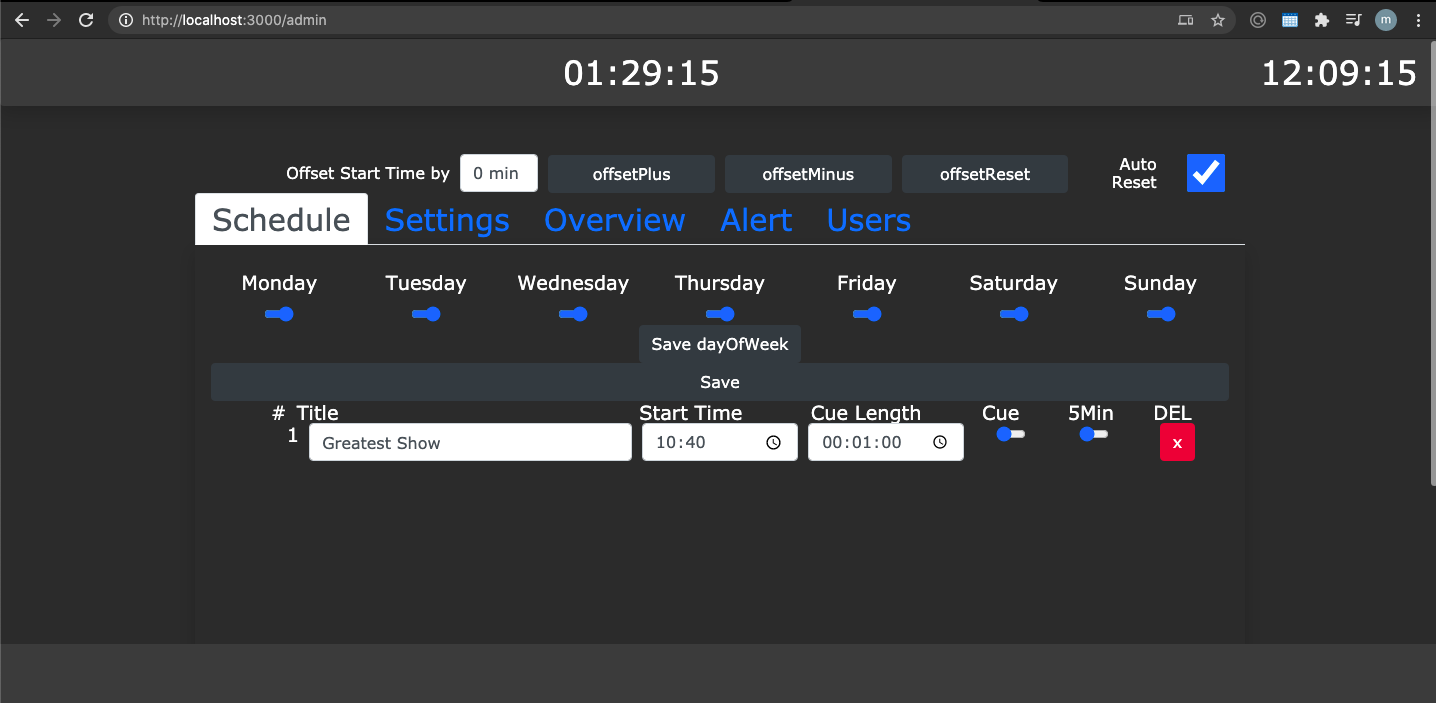 http://localhost:3000/admin
m
01:29:15
12:09:15
Offset Start Time by 0 min offsetPlus offsetMinus offsetReset Auto
Reset
Schedule Settings Overview Alert Users
Monday Tuesday Wednesday Thursday Friday Saturday Sunday
Save dayOfWeek
Save
# Title Start Time Cue Length Cue 5Min DEL
1 Greatest Show 10:40 00:01:00 x